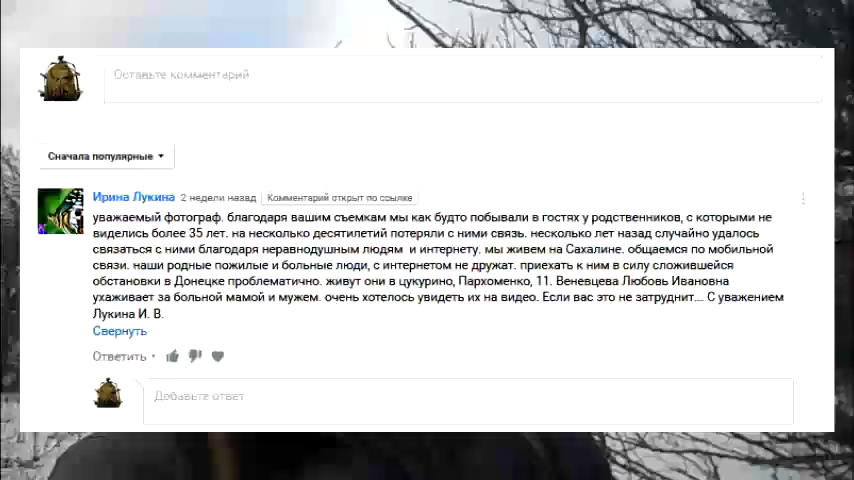 Оставьте комментарий
Сначала популярные
Ирина Лукина 2 недели назад Комментарий открыт по ссылке
уважаемый фотограф. благодаря вашим съемкам мы как будто побывали в гостях у родственников, с которыми не
виделись более 35 лет. на несколько десятилетий потеряли с ними связь. несколько лет назад случайно удалось
связаться с ними благодаря неравнодушным людям и интернету. мы живем на Сахалине. общаемся по мобильной
связи. наши родные пожилые и больные люди, с интернетом не дружат. приехать к ним в силу сложившейся
обстановки в Донецке проблематично. живут они в цукурино, Пархоменко, 11. Веневцева Любовь Ивановна
ухаживает за больной мамой и мужем. очень хотелось увидеть их на видео. Если вас это не затруднит... С уважением
Лукина И. В.
Свернуть
Ответить
Добавьте ответ